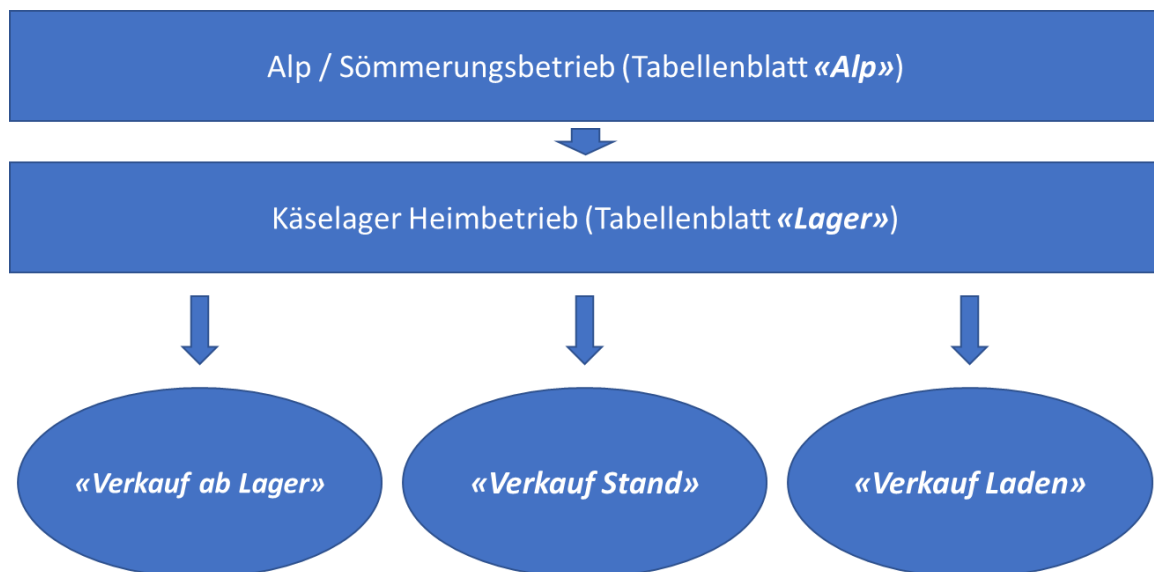 Alp / Sömmerungsbetrieb (Tabellenblatt «Alp»)
Käselager Heimbetrieb (Tabellenblatt «Lager»)
«Verkauf ab Lager»
«Verkauf Stand»
«Verkauf Laden»